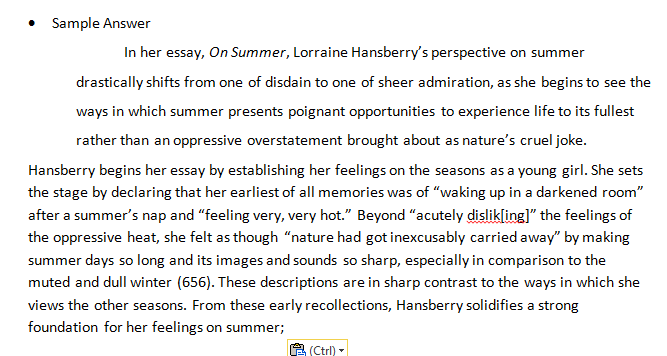 • Sample Answer
In her essay, On Summer, Lorraine Hansberry's perspective on summer
drastically shifts from one of disdain to one of sheer admiration, as she begins to see the
ways in which summer presents poignant opportunities to experience life to its fullest
rather than an oppressive overstatement brought about as nature's cruel joke.
Hansberry begins her essay by establishing her feelings on the seasons as a young girl. She sets
the stage by declaring that her earliest of all memories was of "waking up in a darkened room"
after a summer's nap and "feeling very, very hot." Beyond "acutely dislik[ing]" the feelings of
the oppressive heat, she felt as though "nature had got inexcusably carried away" by making
summer days so long and its images and sounds so sharp, especially in comparison to the
muted and dull winter (656). These descriptions are in sharp contrast to the ways in which she
views the other seasons. From these early recollections, Hansberry solidifies a strong
foundation for her feelings on summer;
(Ctrl)